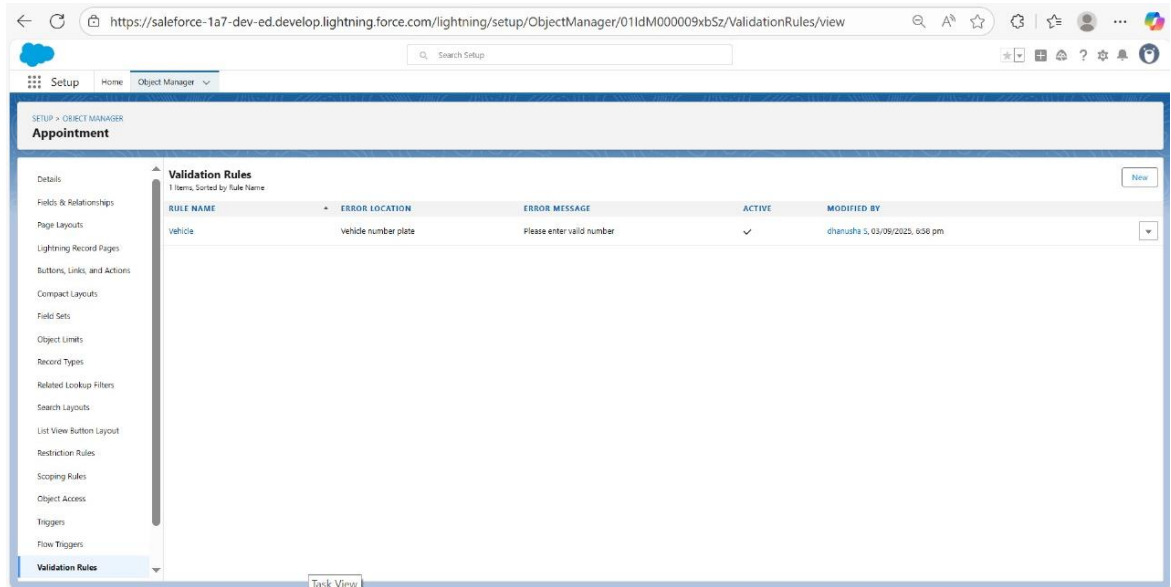 https://saleforce-1a7-dev-ed.develop.lightning.force.com/lightning/setup/ObjectManager/01IdM000009xbSz/ValidationRules/view
Search Setup
Setup Home Object Manager
SETUP > OBJECT MANAGER
Appointment
Details
Fields & Relationships
Page Layouts
Lightning Record Pages
Buttons, Links, and Actions
Compact Layouts
Field Sets
Object Limits
Record Types
Related Lookup Filters
Search Layouts
List View Button Layout
Restriction Rules
Scoping Rules
Object Access
Triggers
Flow Triggers
Validation Rules
Validation Rules
1 Items, Sorted by Rule Name
New
RULE NAME ERROR LOCATION ERROR MESSAGE ACTIVE MODIFIED BY
Vehicle Vehicle number plate Please enter valid number dhanusha S, 03/09/2025, 6:58 pm
Task View